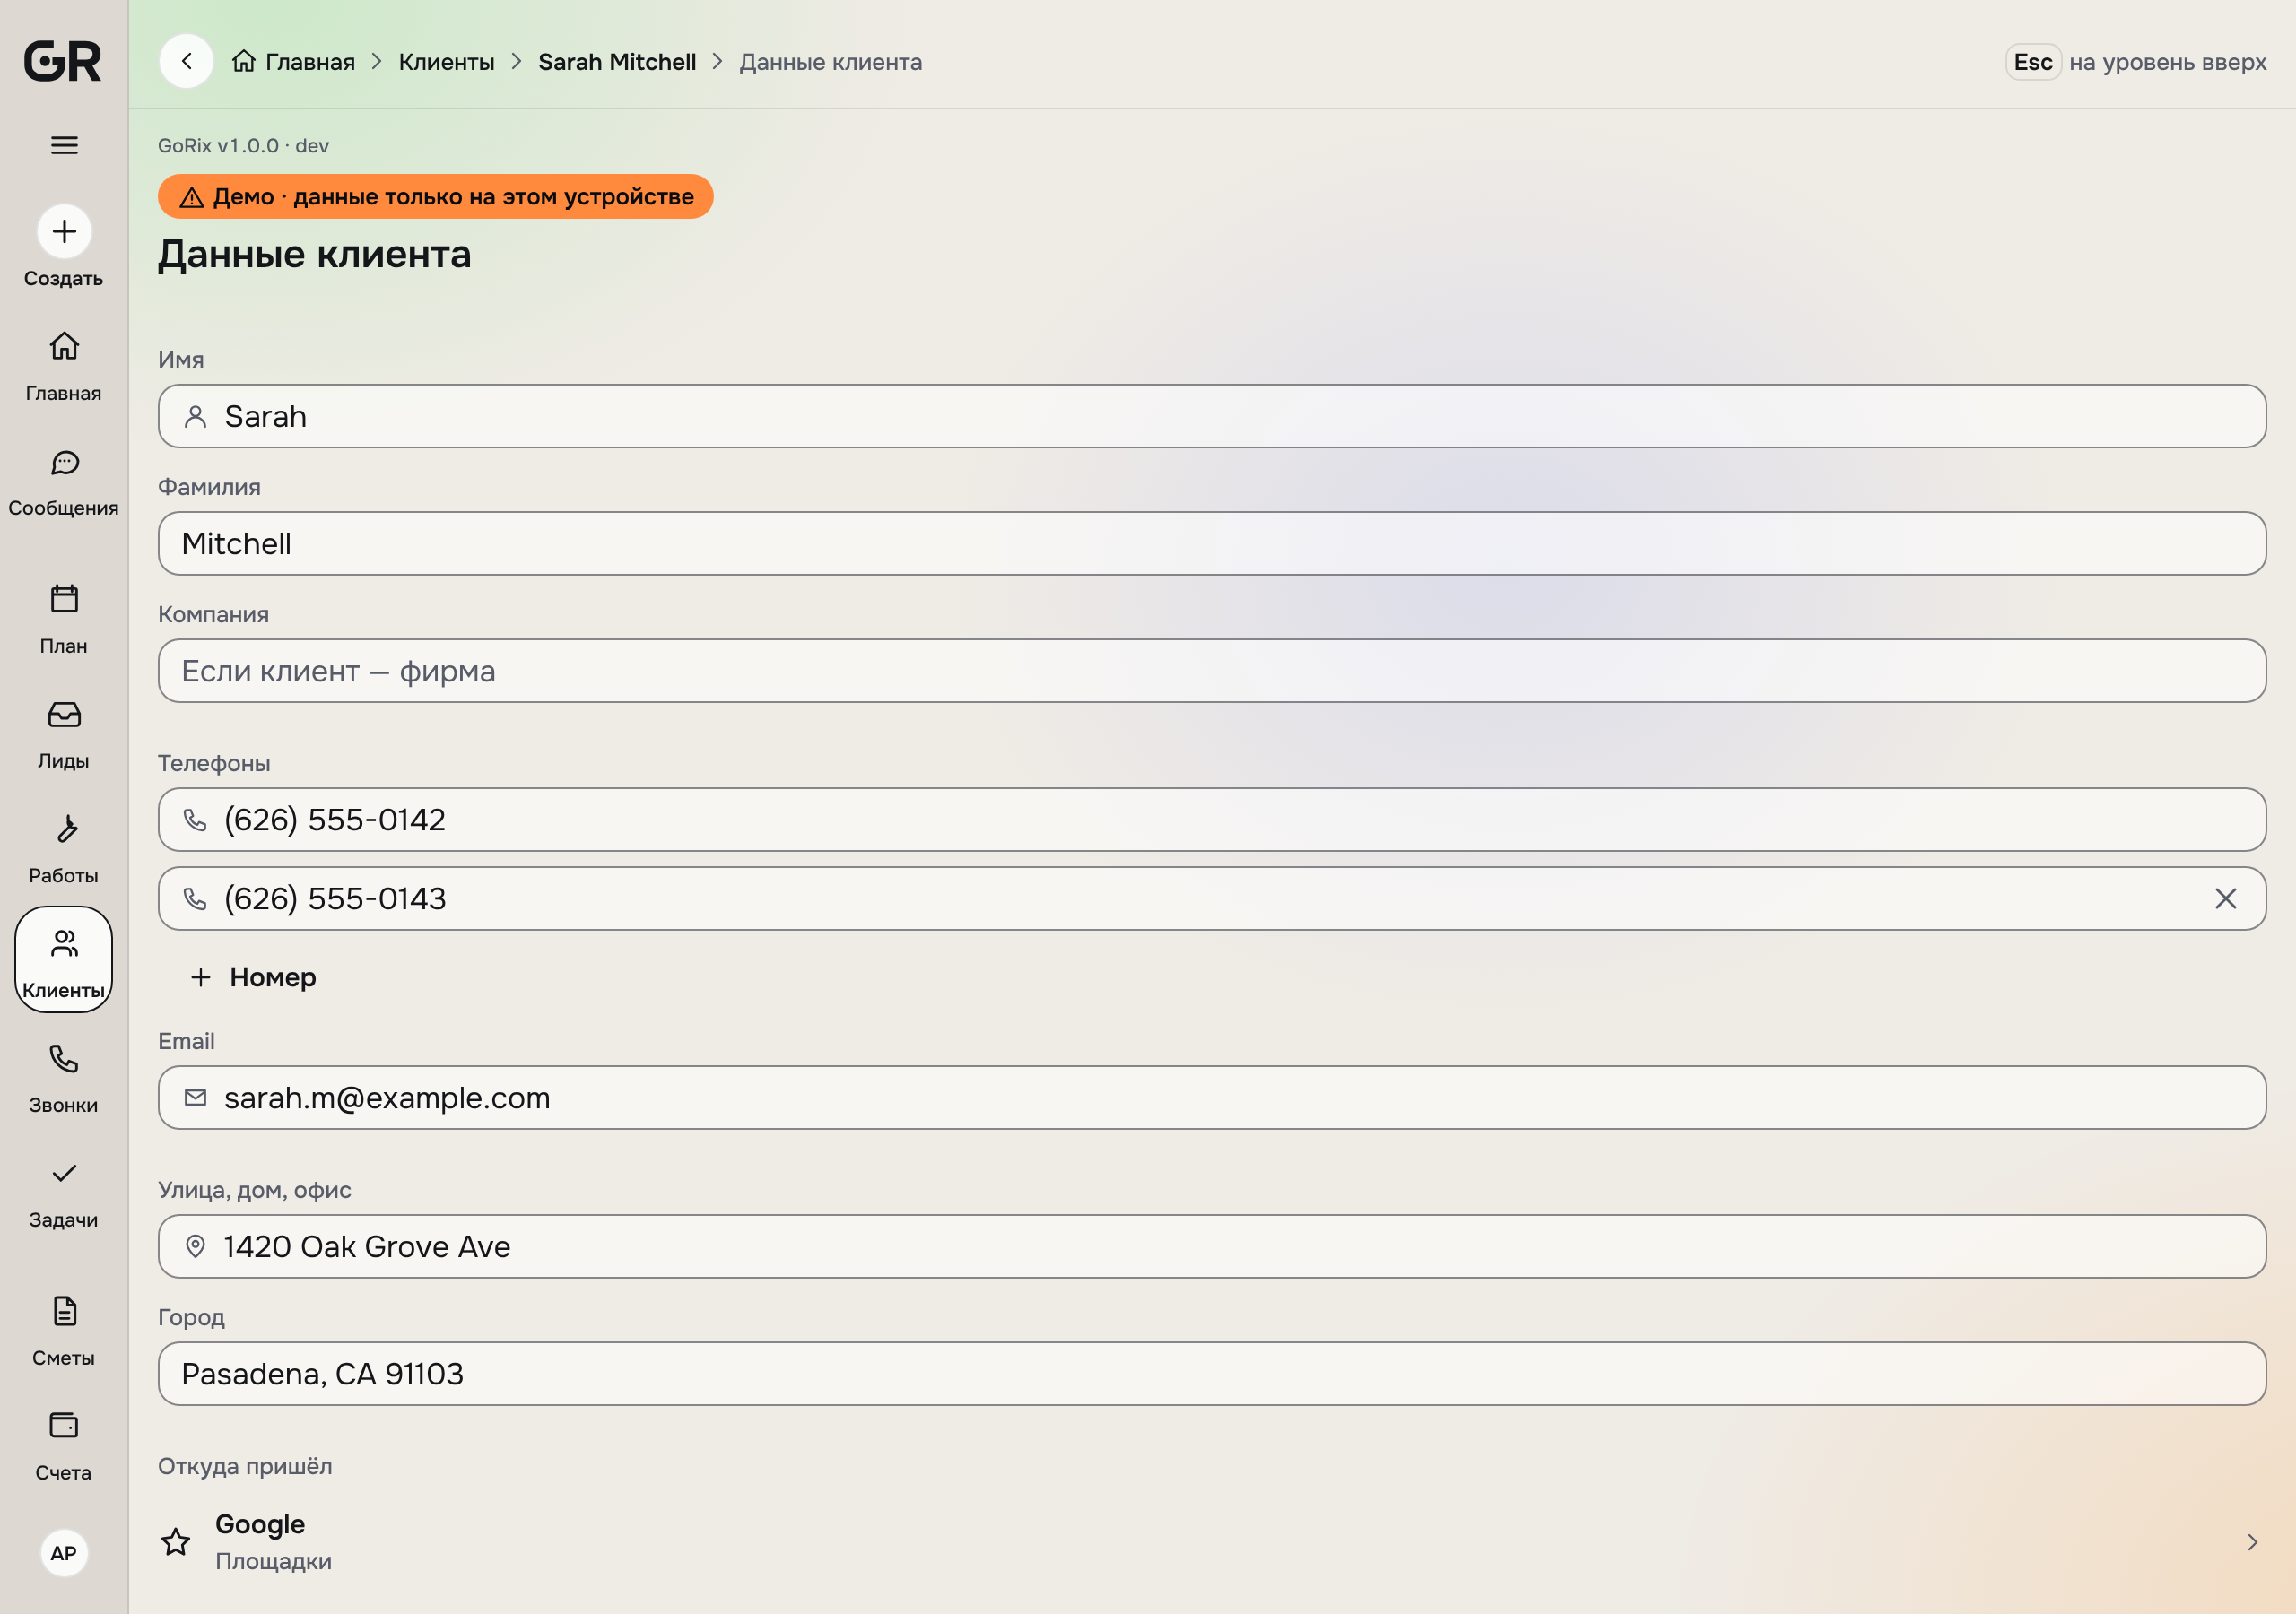 GR
Главная
Клиенты
Sarah Mitchell
Данные клиента
Esc на уровень вверх
Создать
Главная
Сообщения
План
Лиды
Работы
Клиенты
Звонки
Задачи
Сметы
Счета
AP
GoRix v1.0.0 · dev
Демо · данные только на этом устройстве
Данные клиента
Имя
Sarah
Фамилия
Mitchell
Компания
Если клиент — фирма
Телефоны
(626) 555-0142
(626) 555-0143
Номер
Email
sarah.m@example.com
Улица, дом, офис
1420 Oak Grove Ave
Город
Pasadena, CA 91103
Откуда пришёл
Google
Площадки